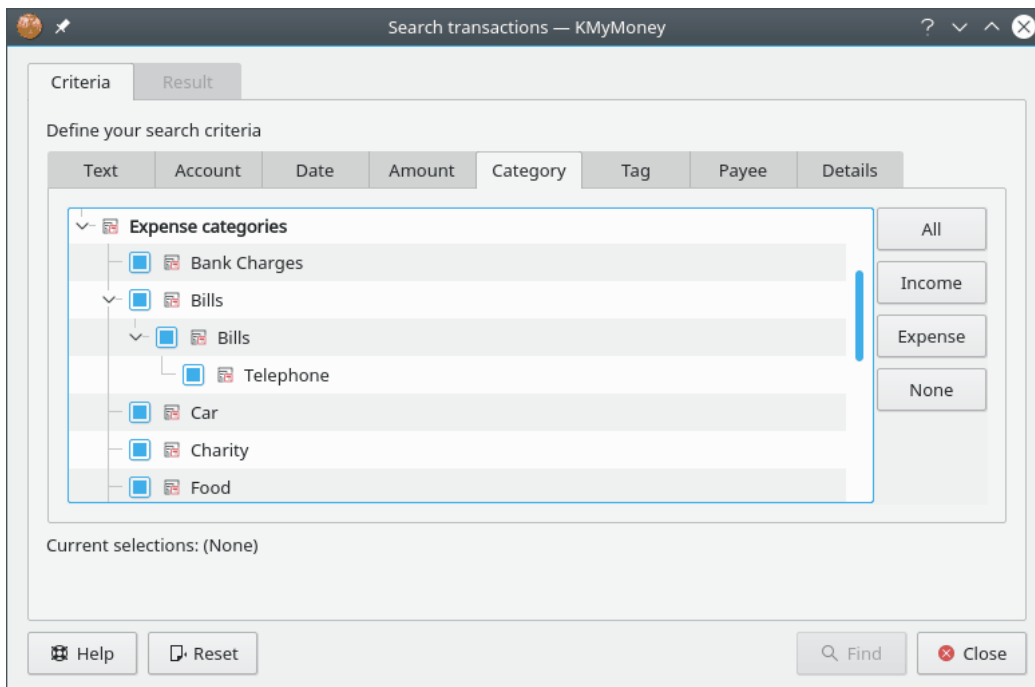 Search transactions — KMyMoney
Criteria
Result
Define your search criteria
Text
Account
Date
Amount
Category
Tag
Payee
Details
Expense categories
All
Bank Charges
Income
Bills
Bills
Expense
Telephone
None
Car
Charity
Food
Current selections: (None)
Help
Reset
Find
Close